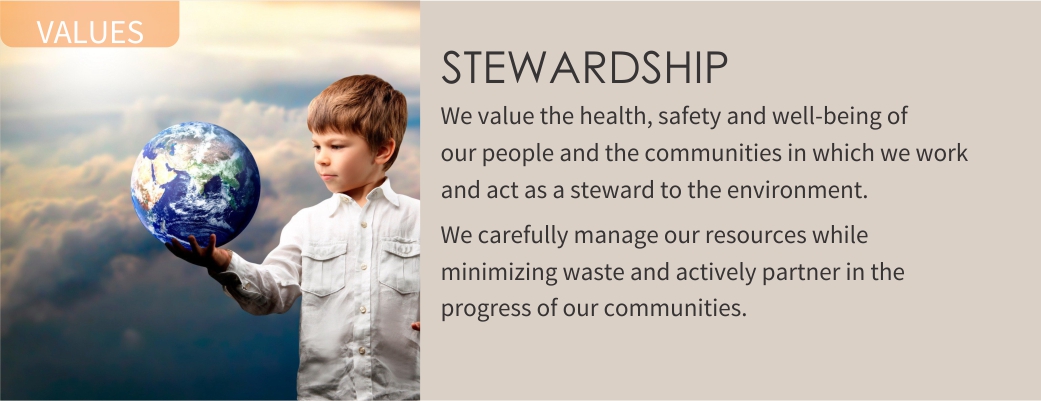 VALUES
STEWARDSHIP
We value the health, safety and well-being of
our people and the communities in which we work
and act as a steward to the environment.
We carefully manage our resources while
minimizing waste and actively partner in the
progress of our communities.